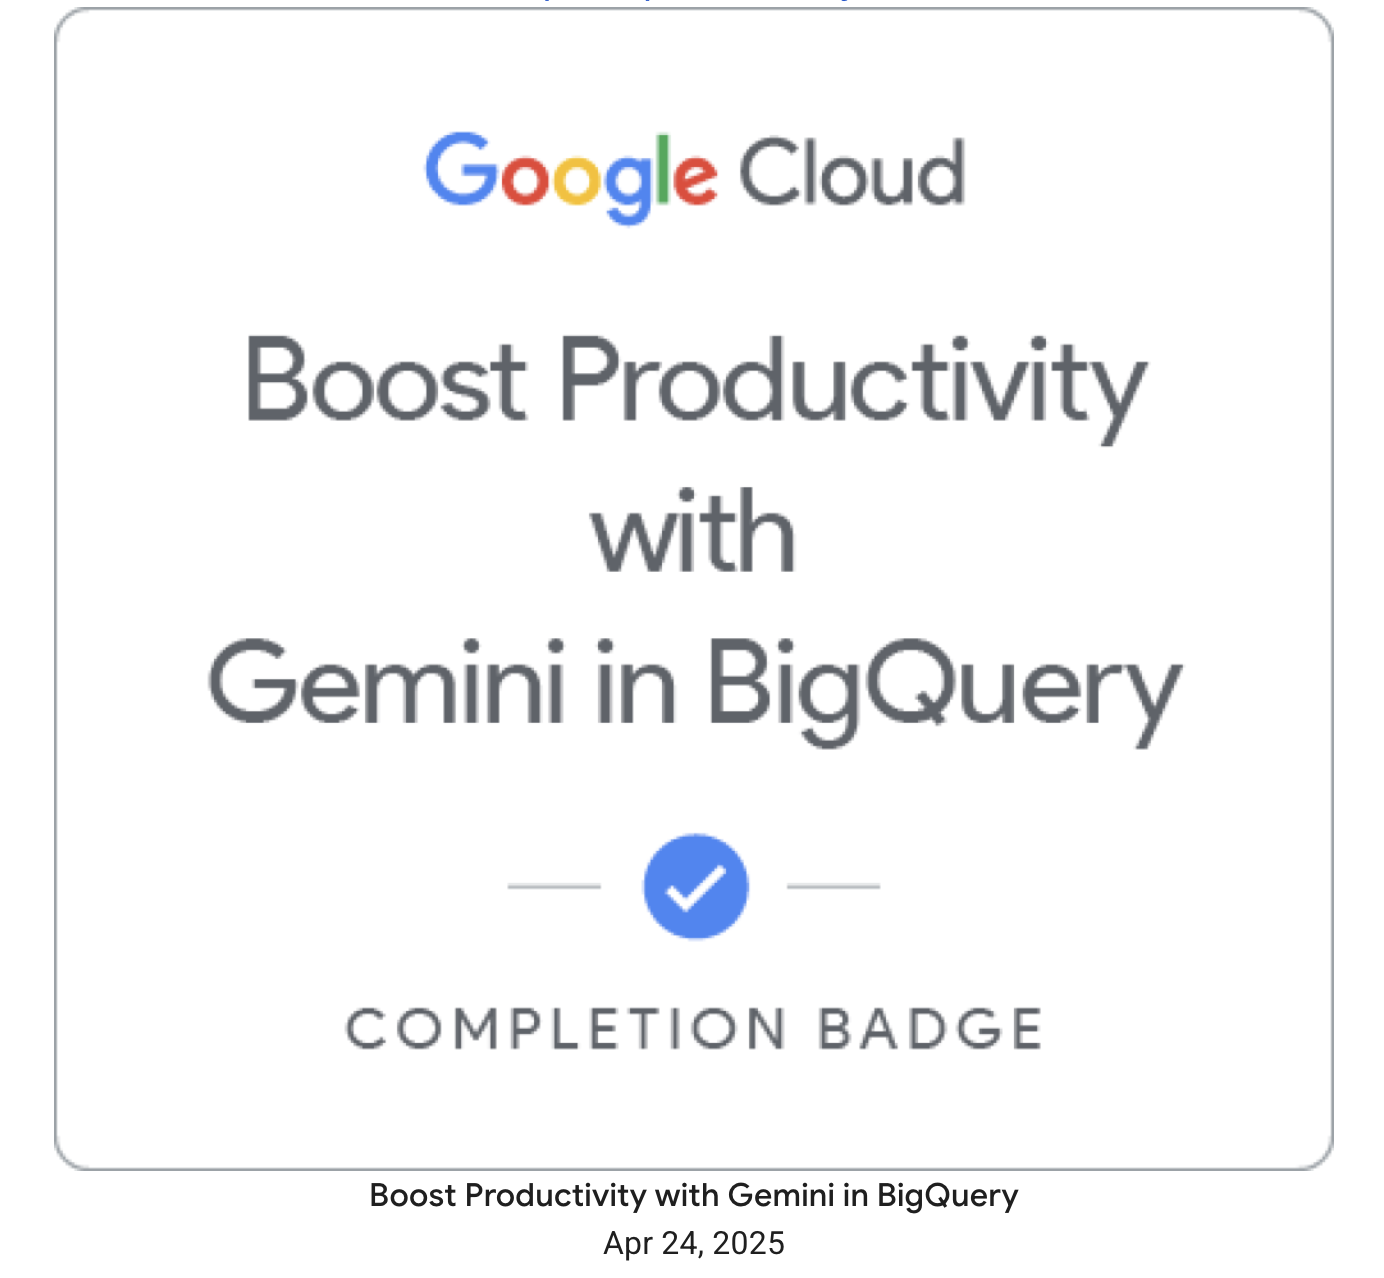 Google Cloud
Boost Productivity
with
Gemini in BigQuery
COMPLETION BADGE
Boost Productivity with Gemini in BigQuery
Apr 24, 2025